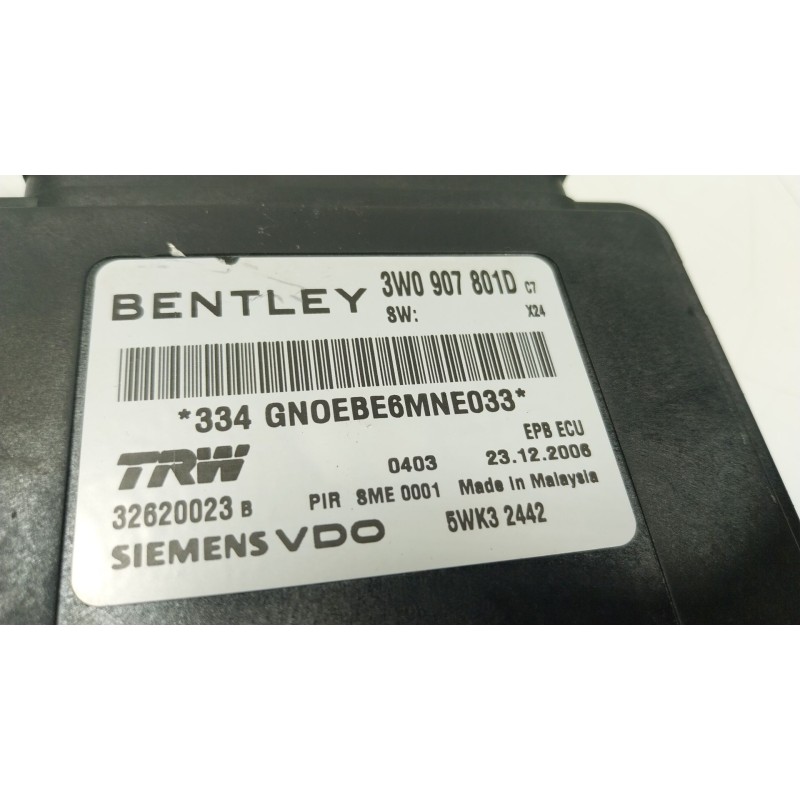 BENTLEY 3W0 907 801D C7
SW: X24
*334 GNOEBE6MNE033*
EPB ECU
TRW 0403 23.12.2006
32620023 B PIR SME 0001 Made in Malaysia
SIEMENS VDO 5WK3 2442